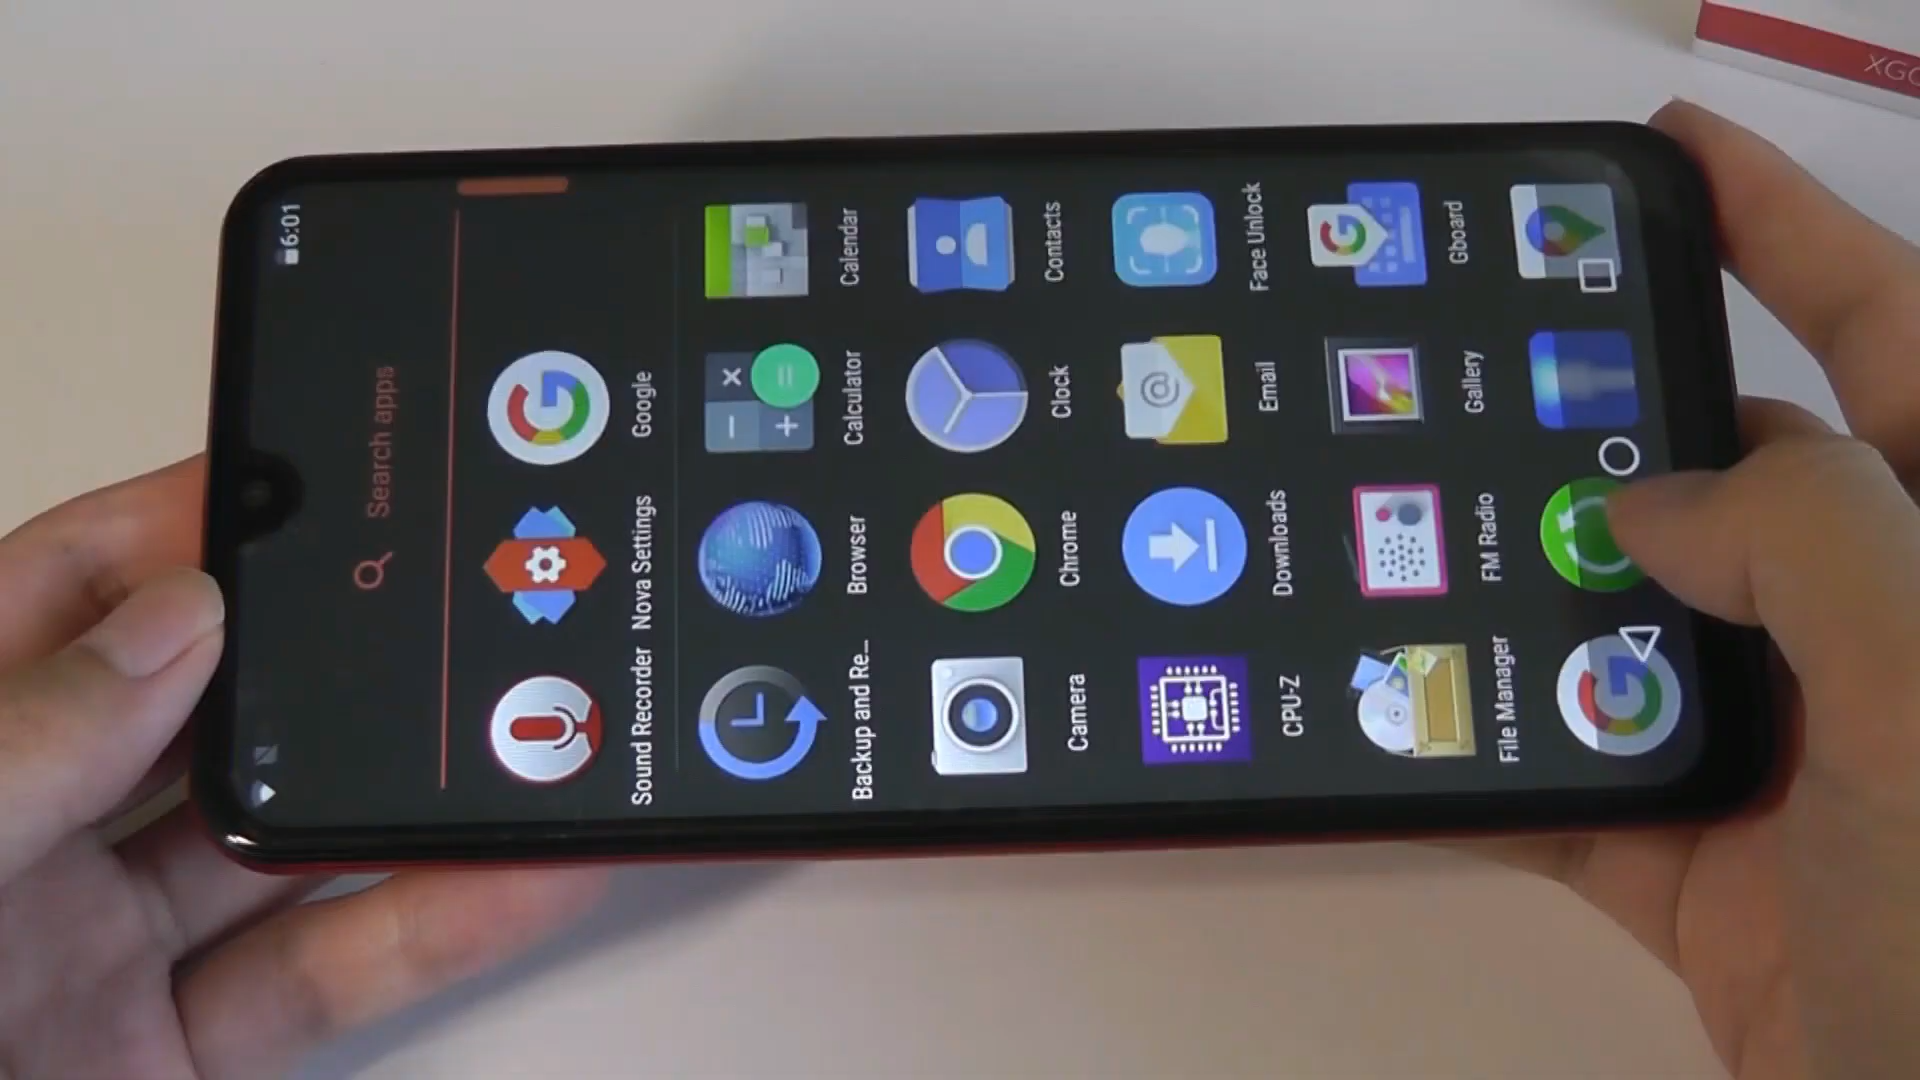 6:01
Search apps
Sound Recorder
Nova Settings
Google
Backup and Re...
Browser
Calculator
Calendar
Camera
Chrome
Clock
Contacts
CPU-Z
Downloads
Email
Face Unlock
File Manager
FM Radio
Gallery
Gboard